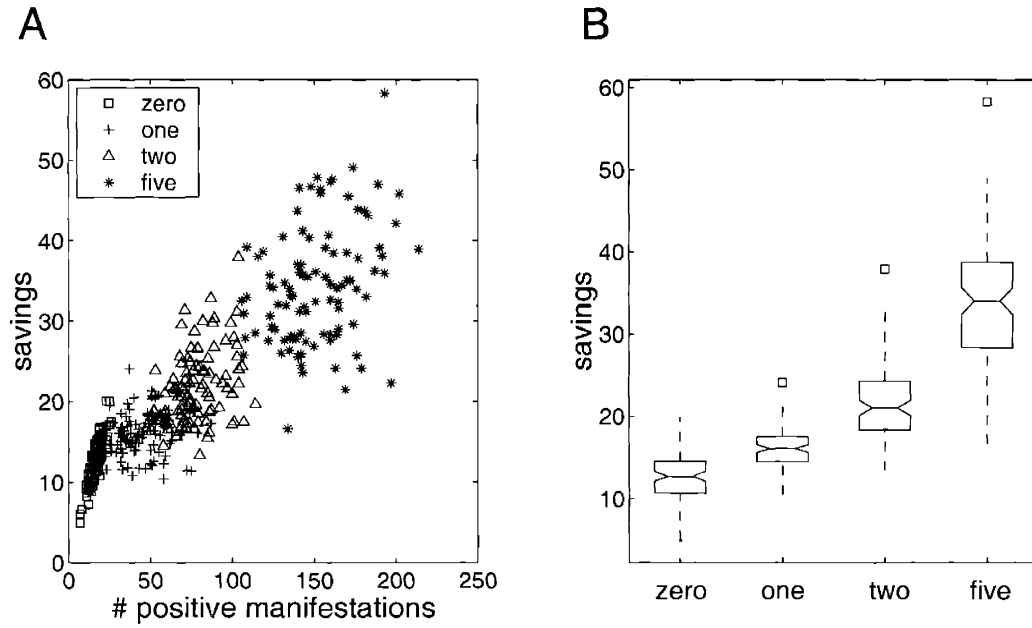 A
60
50
40
30
20
10
0
savings
zero
one
two
five
0 50 100 150 200 250
# positive manifestations
B
60
50
40
30
20
10
savings
zero one two five